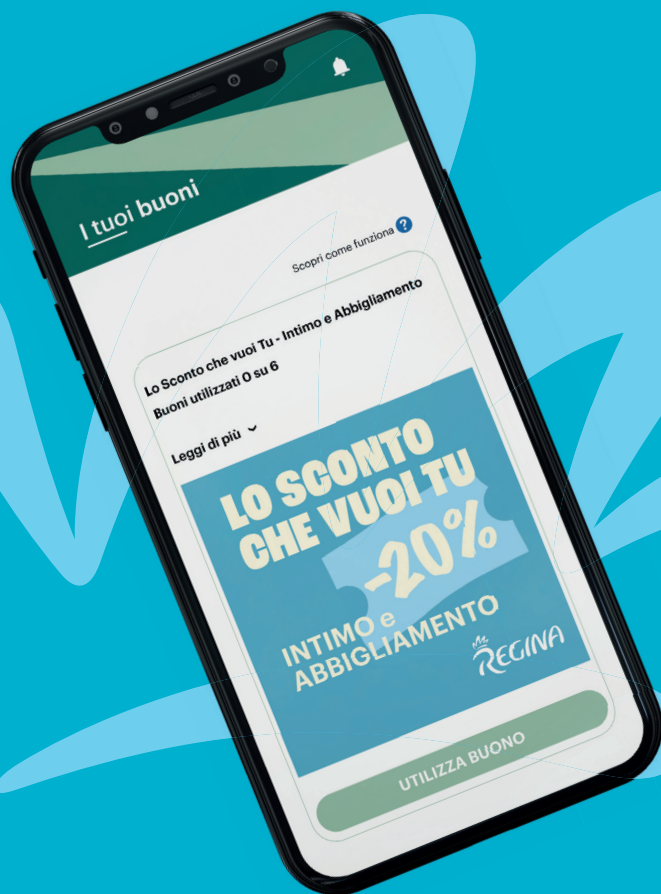 I tuoi buoni
Scopri come funziona ?
Lo Sconto che vuoi Tu - Intimo e Abbigliamento
Buoni utilizzati 0 su 6
Leggi di più
LO SCONTO
CHE VUOI TU
-20%
INTIMO e
ABBIGLIAMENTO
REGINA
UTILIZZA BUONO